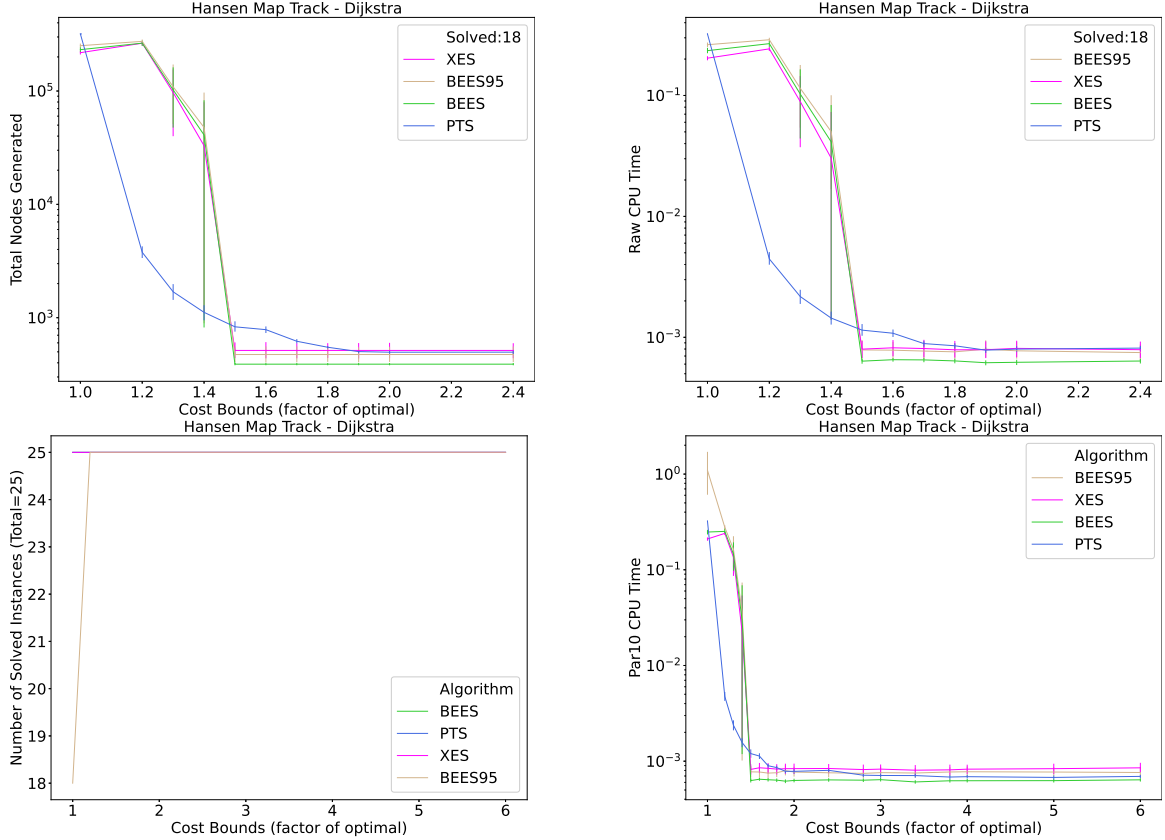 Hansen Map Track - Dijkstra
Total Nodes Generated
10^5
10^4
10^3
Solved:18
XES
BEES95
BEES
PTS
1.0 1.2 1.4 1.6 1.8 2.0 2.2 2.4
Cost Bounds (factor of optimal)
Hansen Map Track - Dijkstra
Raw CPU Time
10^−1
10^−2
10^−3
Solved:18
BEES95
XES
BEES
PTS
1.0 1.2 1.4 1.6 1.8 2.0 2.2 2.4
Cost Bounds (factor of optimal)
Hansen Map Track - Dijkstra
Number of Solved Instances (Total=25)
25
24
23
22
21
20
19
18
Algorithm
BEES
PTS
XES
BEES95
1 2 3 4 5 6
Cost Bounds (factor of optimal)
Hansen Map Track - Dijkstra
Par10 CPU Time
10^0
10^−1
10^−2
10^−3
Algorithm
BEES95
XES
BEES
PTS
1 2 3 4 5 6
Cost Bounds (factor of optimal)